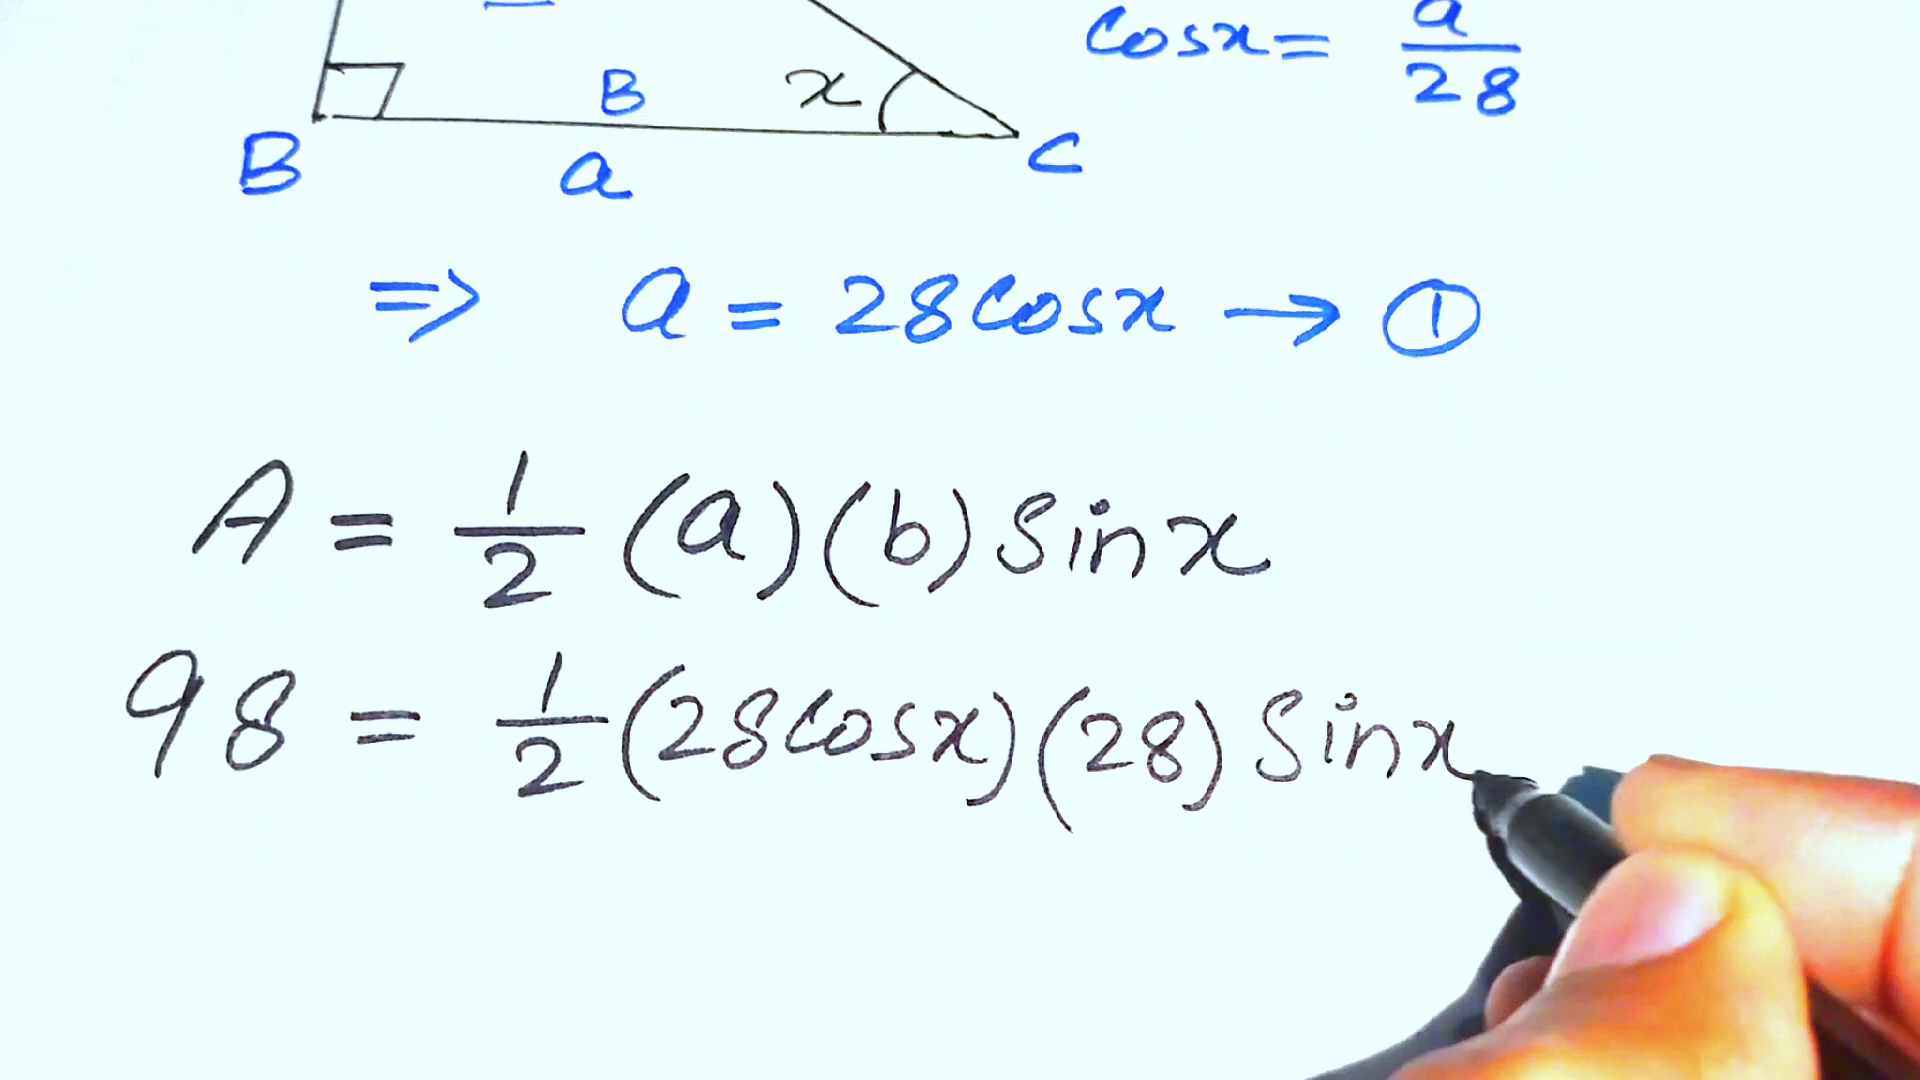 cosx = a/28
B x
B a C
=> a = 28cosx → ①
A = 1/2 (a)(b) Sinx
98 = 1/2 (28cosx)(28) Sinx